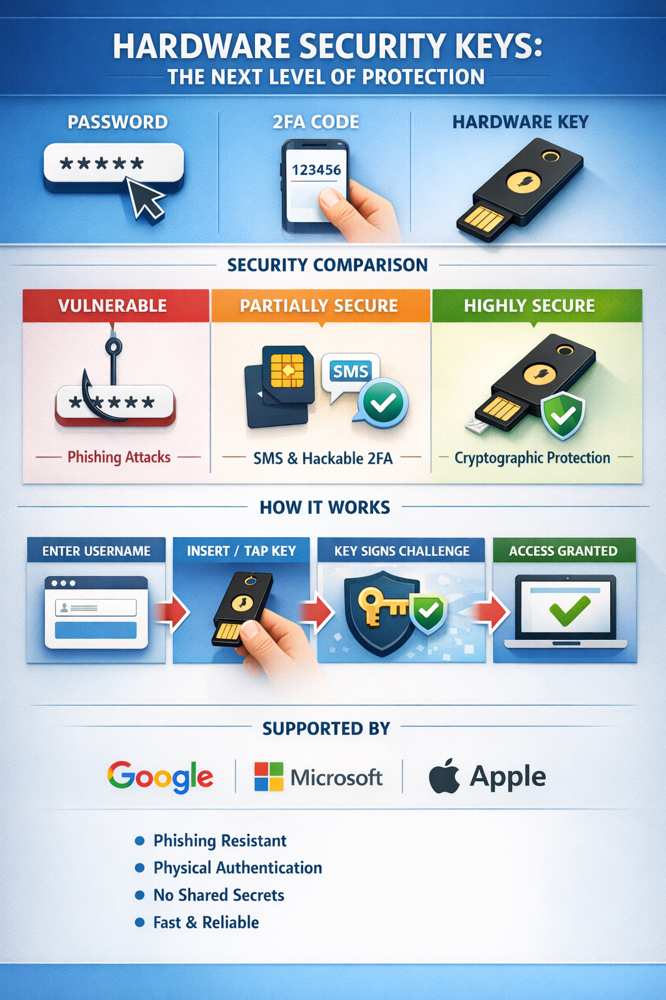 HARDWARE SECURITY KEYS:
THE NEXT LEVEL OF PROTECTION
PASSWORD
2FA CODE
HARDWARE KEY
*****
123456
SECURITY COMPARISON
VULNERABLE
PARTIALLY SECURE
HIGHLY SECURE
*****
SMS
Phishing Attacks
SMS & Hackable 2FA
Cryptographic Protection
HOW IT WORKS
ENTER USERNAME
INSERT / TAP KEY
KEY SIGNS CHALLENGE
ACCESS GRANTED
SUPPORTED BY
Google
Microsoft
Apple
• Phishing Resistant
• Physical Authentication
• No Shared Secrets
• Fast & Reliable